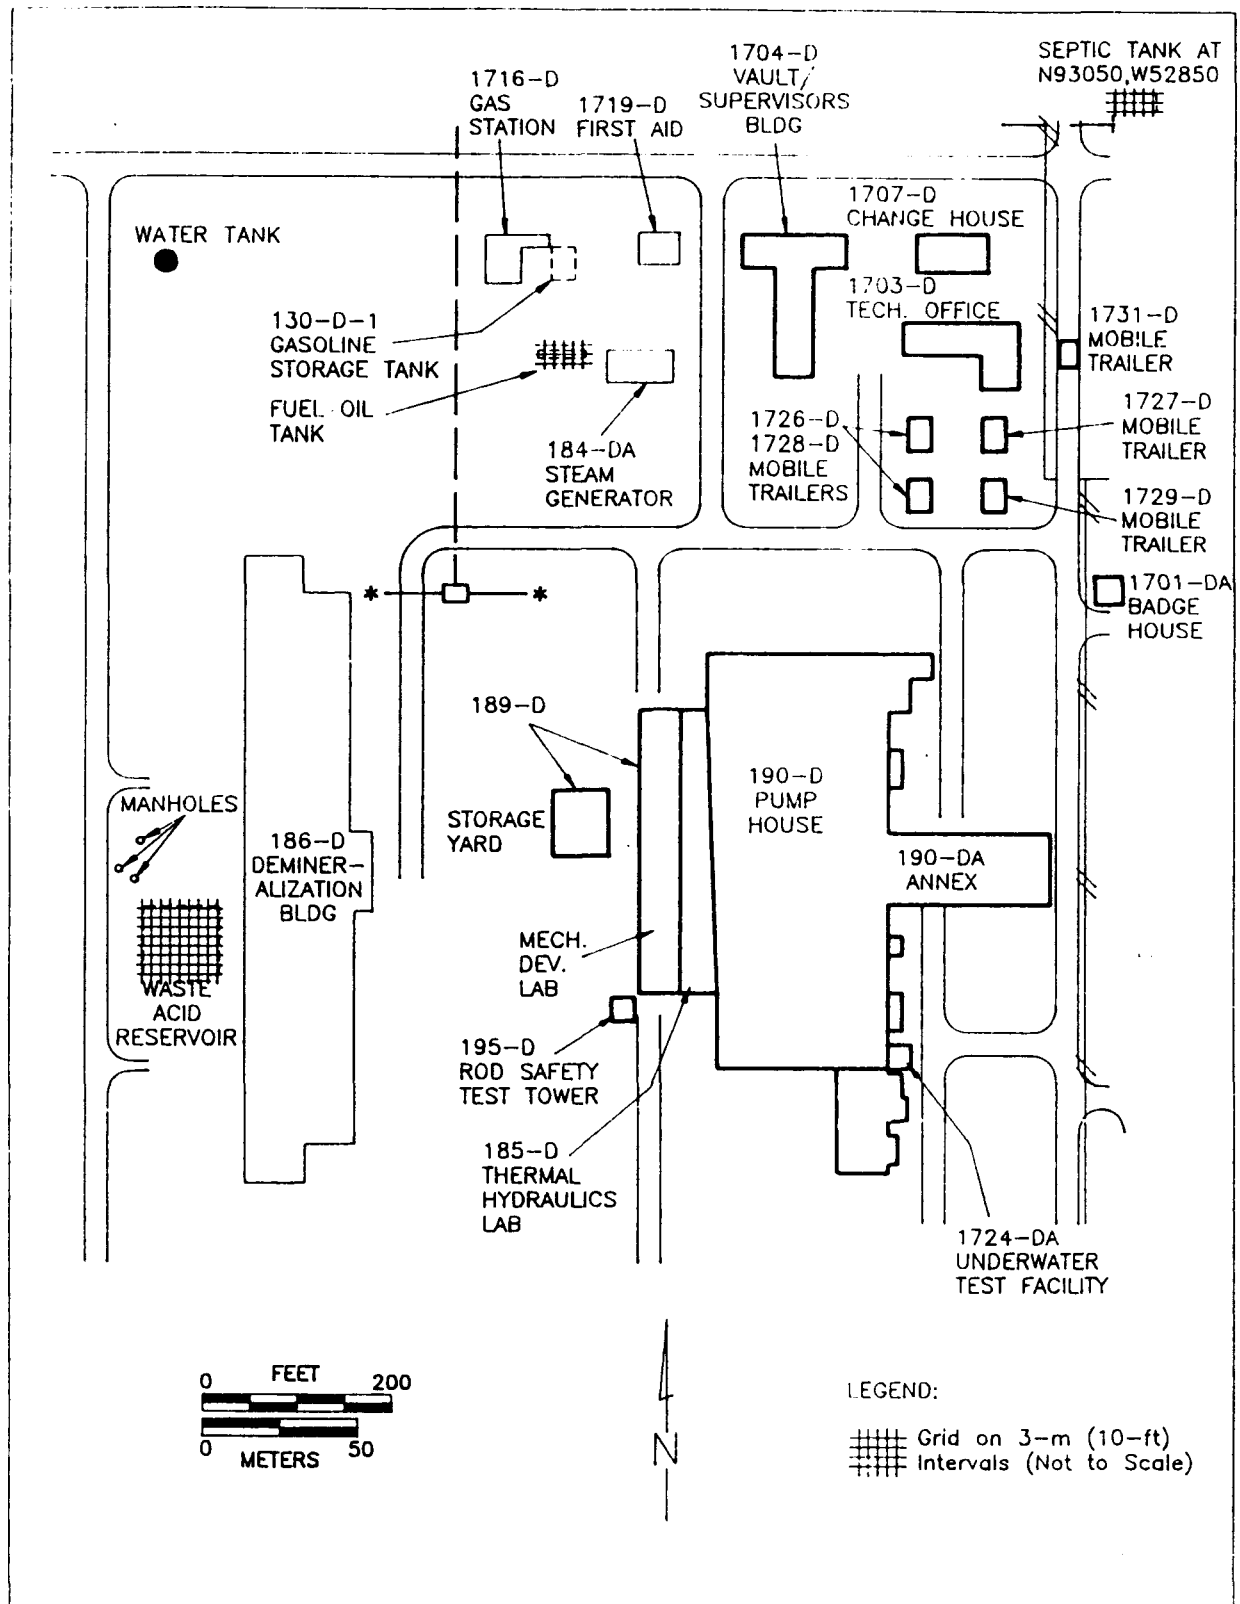 SEPTIC TANK AT
N93050,W52850
1704-D
VAULT/
SUPERVISORS
BLDG
1716-D
GAS
STATION
1719-D
FIRST AID
1707-D
CHANGE HOUSE
WATER TANK
1703-D
TECH. OFFICE
130-D-1
GASOLINE
STORAGE TANK
1731-D
MOBILE
TRAILER
FUEL OIL
TANK
1727-D
MOBILE
TRAILER
1726-D
1728-D
MOBILE
TRAILERS
184-DA
STEAM
GENERATOR
1729-D
MOBILE
TRAILER
* *
1701-DA
BADGE
HOUSE
189-D
190-D
PUMP
HOUSE
MANHOLES
STORAGE
YARD
186-D
DEMINER-
ALIZATION
BLDG
190-DA
ANNEX
MECH.
DEV.
LAB
WASTE
ACID
RESERVOIR
195-D
ROD SAFETY
TEST TOWER
185-D
THERMAL
HYDRAULICS
LAB
1724-DA
UNDERWATER
TEST FACILITY
FEET
0 200
0 50
METERS
N
LEGEND:
Grid on 3-m (10-ft)
Intervals (Not to Scale)